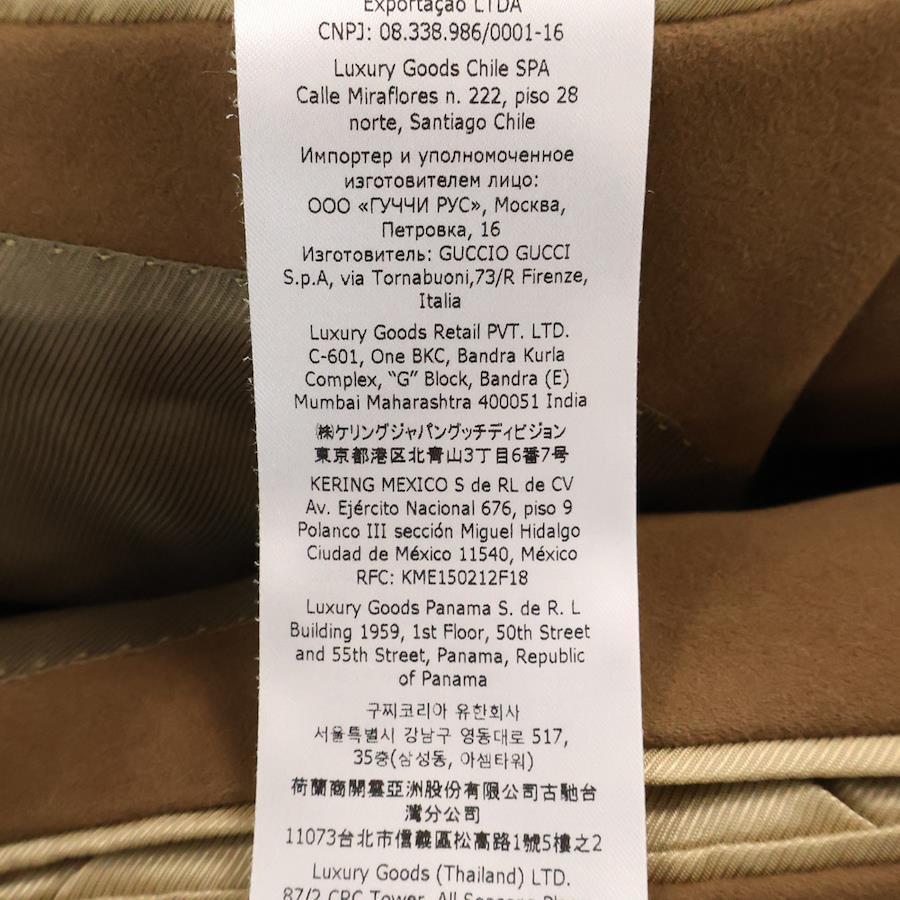 Exportação LTDA
CNPJ: 08.338.986/0001-16
Luxury Goods Chile SPA
Calle Miraflores n. 222, piso 28
norte, Santiago Chile
Импортер и уполномоченное
изготовителем лицо:
ООО «ГУЧЧИ РУС», Москва,
Петровка, 16
Изготовитель: GUCCIO GUCCI
S.p.A, via Tornabuoni,73/R Firenze,
Italia
Luxury Goods Retail PVT. LTD.
C-601, One BKC, Bandra Kurla
Complex, “G” Block, Bandra (E)
Mumbai Maharashtra 400051 India
㈱ケリングジャパングッチディビジョン
東京都港区北青山3丁目6番7号
KERING MEXICO S de RL de CV
Av. Ejército Nacional 676, piso 9
Polanco III sección Miguel Hidalgo
Ciudad de México 11540, México
RFC: KME150212F18
Luxury Goods Panama S. de R. L
Building 1959, 1st Floor, 50th Street
and 55th Street, Panama, Republic
of Panama
구찌코리아 유한회사
서울특별시 강남구 영동대로 517,
35층(삼성동, 아셈타워)
荷蘭商開雲亞洲股份有限公司古馳台
灣分公司
11073台北市信義區松高路1號5樓之2
Luxury Goods (Thailand) LTD.
87/2 CRC Tower, All Seasons Place